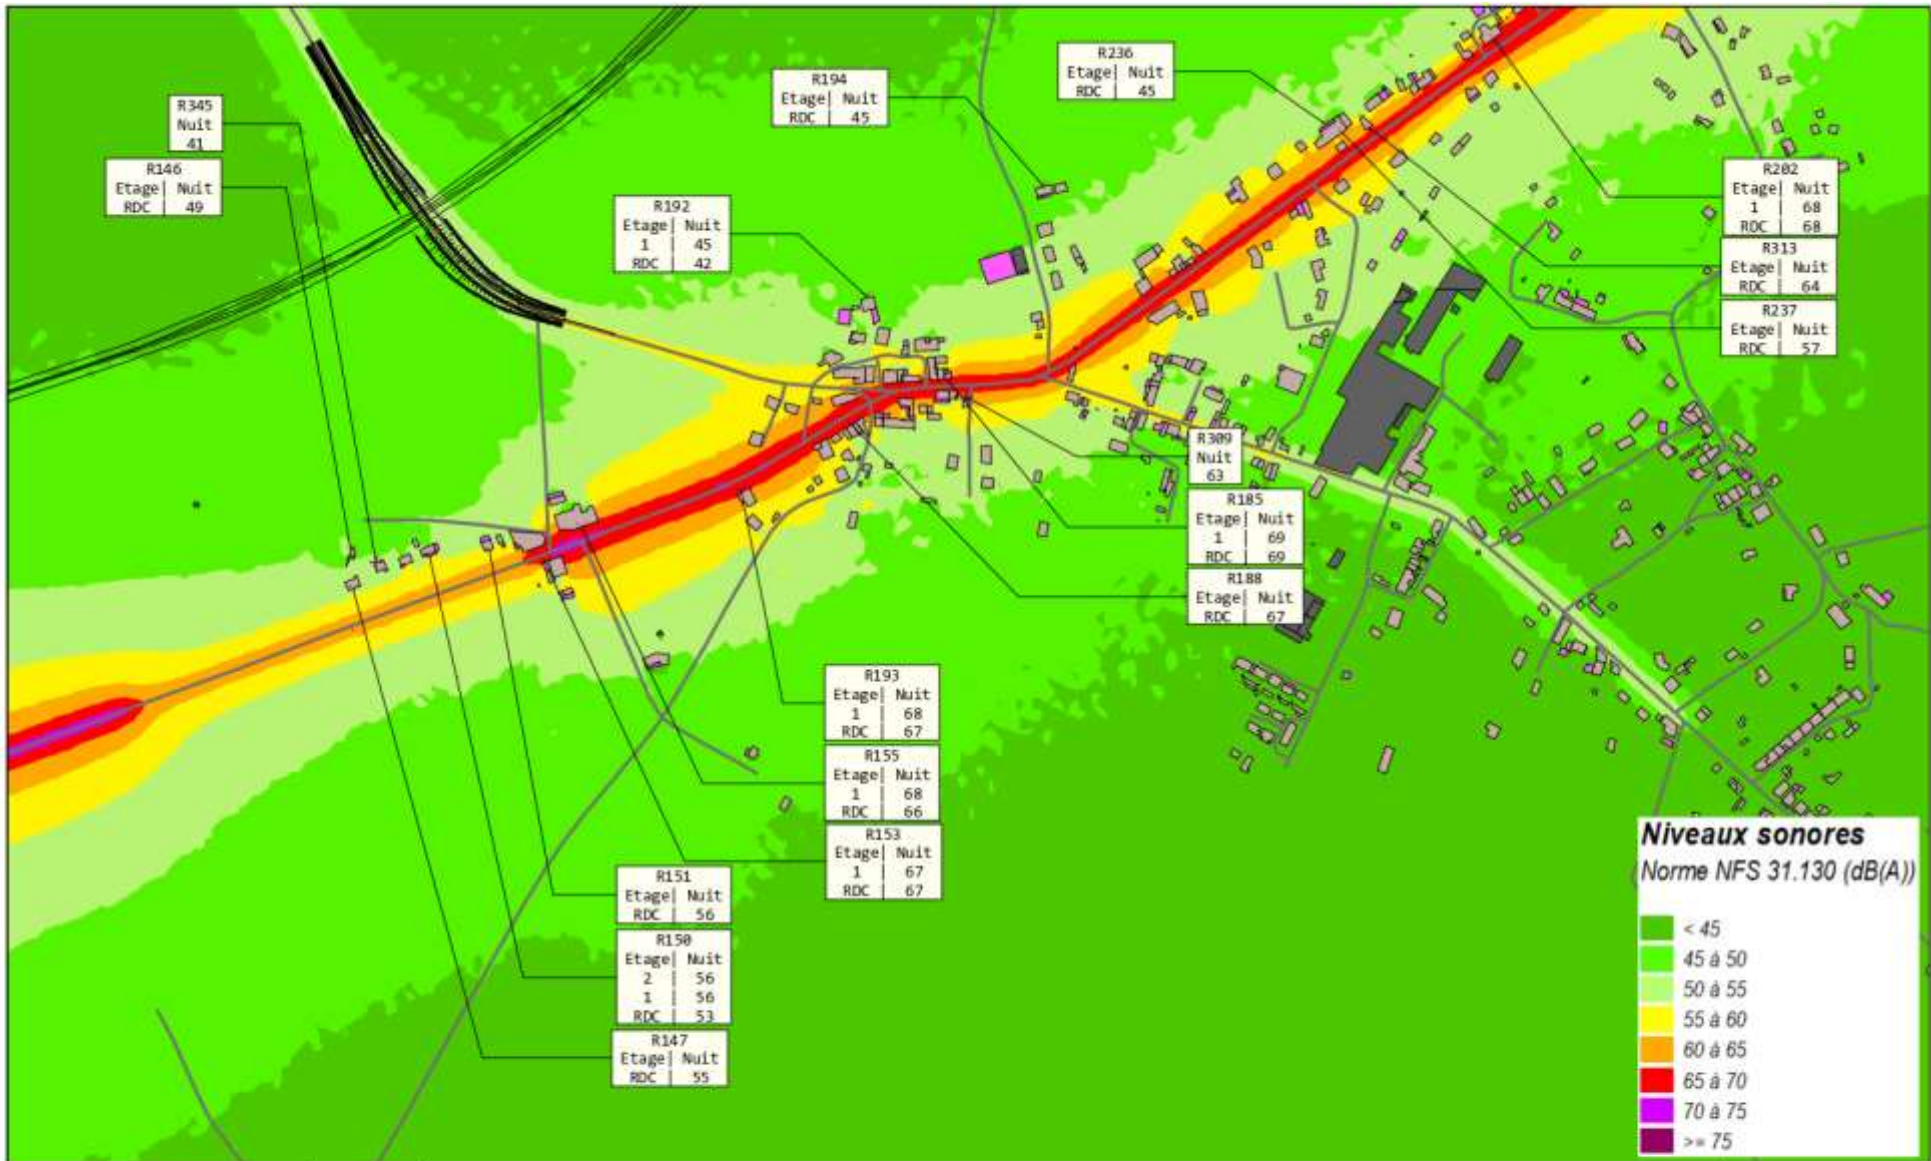 R345
Nuit
41
R146
Etage| Nuit
RDC | 49
R194
Etage| Nuit
RDC | 45
R192
Etage| Nuit
1 | 45
RDC | 42
R236
Etage| Nuit
RDC | 45
R202
Etage| Nuit
1 | 68
RDC | 68
R313
Etage| Nuit
RDC | 64
R237
Etage| Nuit
RDC | 57
R309
Nuit
63
R185
Etage| Nuit
1 | 69
RDC | 69
R188
Etage| Nuit
RDC | 67
R193
Etage| Nuit
1 | 68
RDC | 67
R155
Etage| Nuit
1 | 68
RDC | 66
R153
Etage| Nuit
1 | 67
RDC | 67
R151
Etage| Nuit
RDC | 56
R150
Etage| Nuit
2 | 56
1 | 56
RDC | 53
R147
Etage| Nuit
RDC | 55
Niveaux sonores
(Norme NFS 31.130 (dB(A))
< 45
45 à 50
50 à 55
55 à 60
60 à 65
65 à 70
70 à 75
>= 75